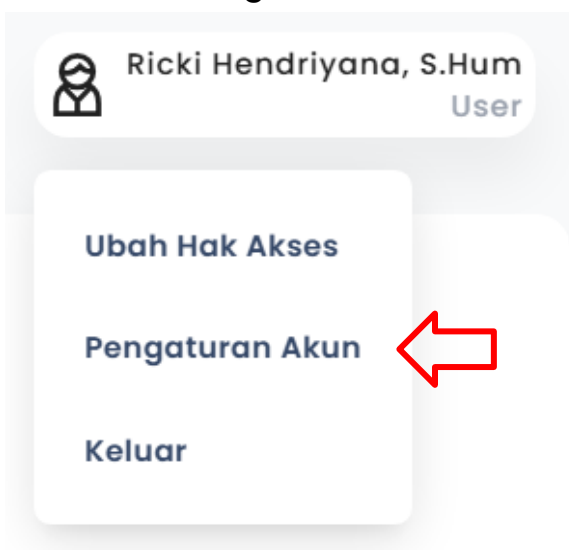 Ricki Hendriyana, S.Hum
User
Ubah Hak Akses
Pengaturan Akun
Keluar